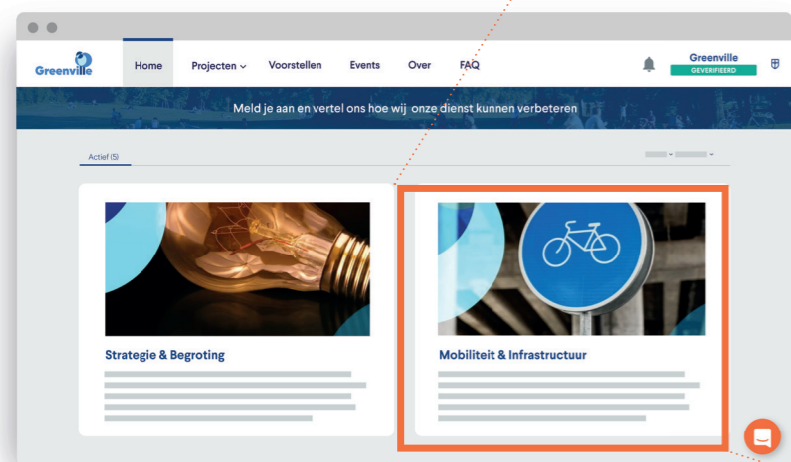 Greenville
Home
Projecten
Voorstellen
Events
Over
FAQ
Greenville
GEVERIFIEERD
Meld je aan en vertel ons hoe wij onze dienst kunnen verbeteren
Actief (5)
Strategie & Begroting
Mobiliteit & Infrastructuur